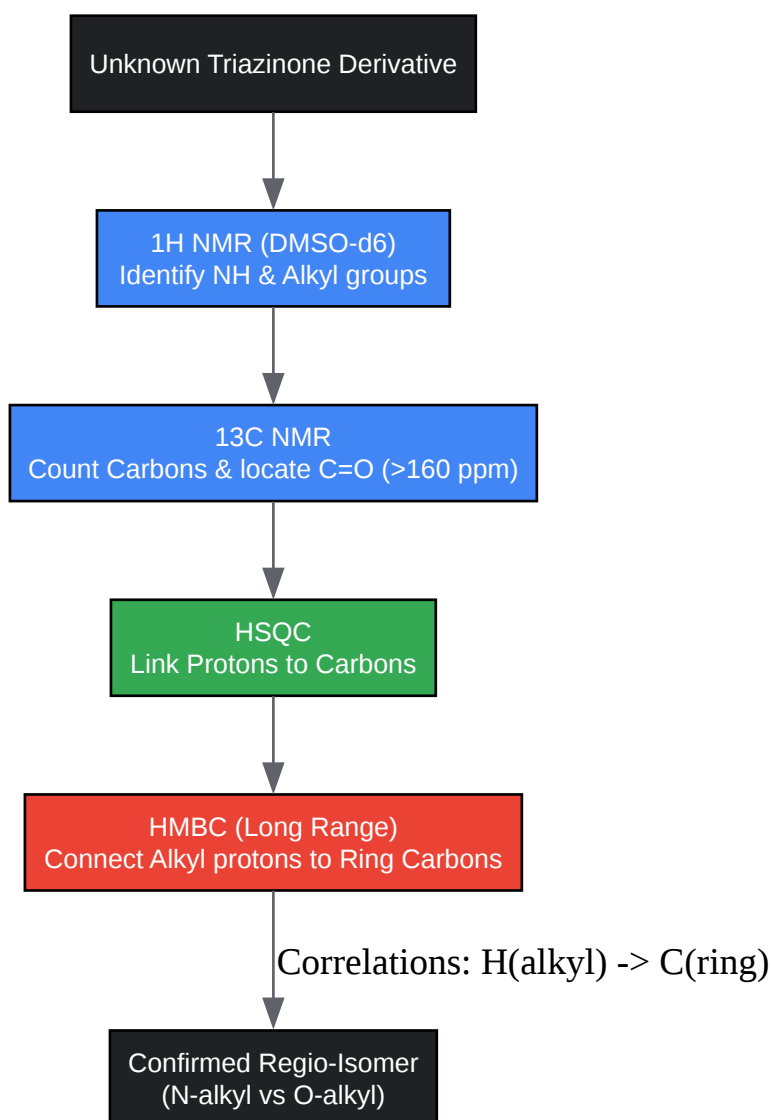 Unknown Triazinone Derivative
1H NMR (DMSO-d6)
Identify NH & Alkyl groups
13C NMR
Count Carbons & locate C=O (>160 ppm)
HSQC
Link Protons to Carbons
HMBC (Long Range)
Connect Alkyl protons to Ring Carbons
Correlations: H(alkyl) -> C(ring)
Confirmed Regio-Isomer
(N-alkyl vs O-alkyl)